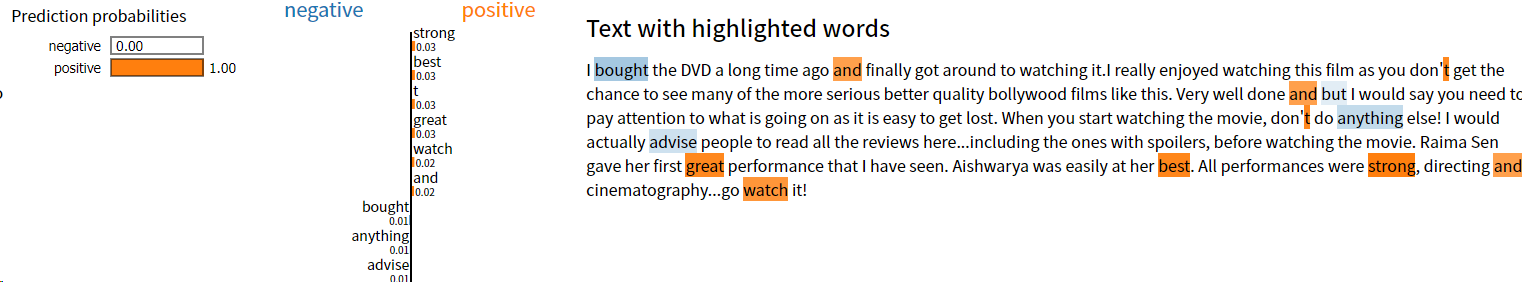 Prediction probabilities
negative 0.00
positive 1.00
negative positive
strong
0.03
best
0.03
t
0.03
great
0.03
watch
0.02
and
0.02
bought
0.01
anything
0.01
advise
0.01
Text with highlighted words
I bought the DVD a long time ago and finally got around to watching it.I really enjoyed watching this film as you don't get the
chance to see many of the more serious better quality bollywood films like this. Very well done and but I would say you need to
pay attention to what is going on as it is easy to get lost. When you start watching the movie, don't do anything else! I would
actually advise people to read all the reviews here...including the ones with spoilers, before watching the movie. Raima Sen
gave her first great performance that I have seen. Aishwarya was easily at her best. All performances were strong, directing and
cinematography...go watch it!